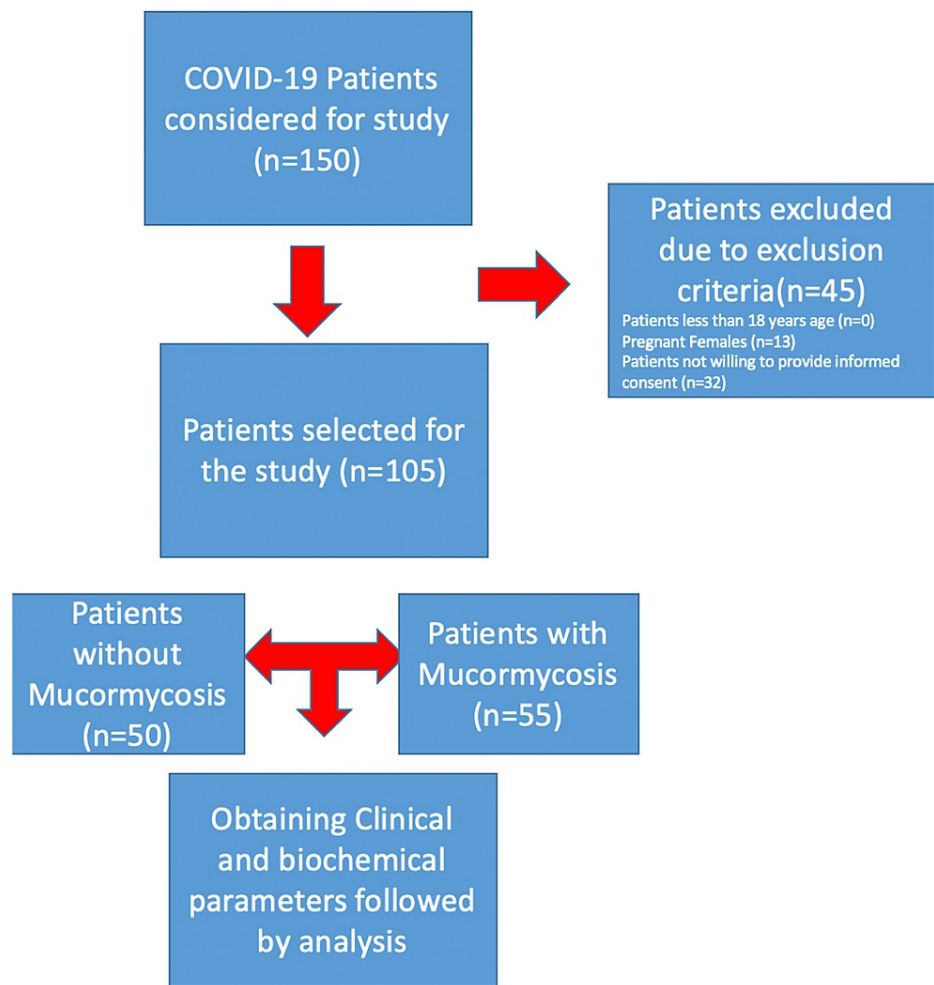 COVID-19 Patients
considered for study
(n=150)
Patients excluded
due to exclusion
criteria(n=45)
Patients less than 18 years age (n=0)
Pregnant Females (n=13)
Patients not willing to provide informed
consent (n=32)
Patients selected for
the study (n=105)
Patients
without
Mucormycosis
(n=50)
Patients with
Mucormycosis
(n=55)
Obtaining Clinical
and biochemical
parameters followed
by analysis